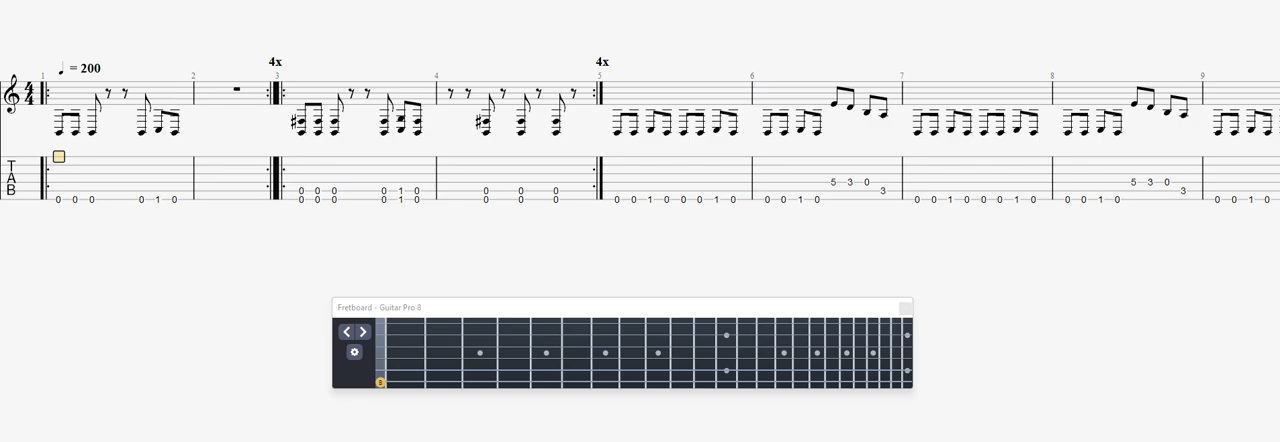 4x 4x
♩ = 200
1 2 3 4 5 6 7 8 9
4
4
T
A 5 3 0 5 3 0
B 0 0 0 0 1 0 0 0 0 3 3
0 0 0 0 1 0 0 0 0 0 1 0 0 0 0 0 0 1 0 0 0 1 0 0 0 1 0 0 0 1 0 0 0 1 0 0 0 1 0 0 0 1 0
Fretboard - Guitar Pro 8
B